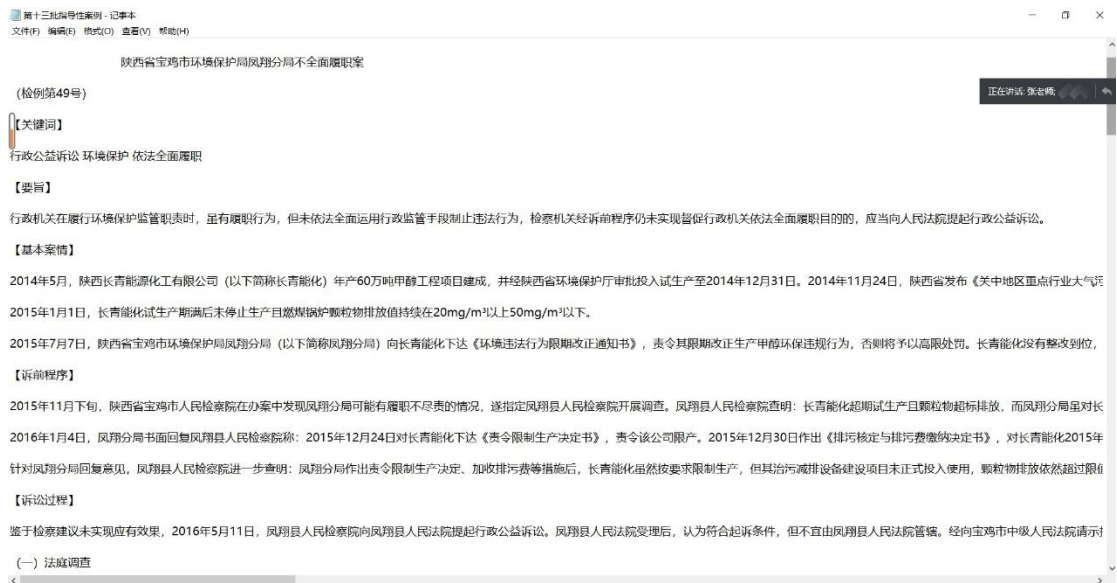 第十三批指导性案例 - 记事本
文件(F) 编辑(E) 格式(O) 查看(V) 帮助(H)
陕西省宝鸡市环境保护局凤翔分局不全面履职案
(检例第49号)
正在讲话: 张老师;
【关键词】
行政公益诉讼 环境保护 依法全面履职
【要旨】
行政机关在履行环境保护监管职责时，虽有履职行为，但未依法全面运用行政监管手段制止违法行为，检察机关经诉前程序仍未实现督促行政机关依法全面履职目的的，应当向人民法院提起行政公益诉讼。
【基本案情】
2014年5月，陕西长青能源化工有限公司（以下简称长青能化）年产60万吨甲醇工程项目建成，并经陕西省环境保护厅审批投入试生产至2014年12月31日。2014年11月24日，陕西省发布《关中地区重点行业大气污
2015年1月1日，长青能化试生产期满后未停止生产且燃煤锅炉颗粒物排放值持续在20mg/m³以上50mg/m³以下。
2015年7月7日，陕西省宝鸡市环境保护局凤翔分局（以下简称凤翔分局）向长青能化下达《环境违法行为限期改正通知书》，责令其限期改正生产甲醇环保违规行为，否则将予以高限处罚。长青能化没有整改到位，
【诉前程序】
2015年11月下旬，陕西省宝鸡市人民检察院在办案中发现凤翔分局可能有履职不尽责的情况，遂指定凤翔县人民检察院开展调查。凤翔县人民检察院查明：长青能化超期试生产且颗粒物超标排放，而凤翔分局虽对长
2016年1月4日，凤翔分局书面回复凤翔县人民检察院称：2015年12月24日对长青能化下达《责令限制生产决定书》，责令该公司限产。2015年12月30日作出《排污核定与排污费缴纳决定书》，对长青能化2015年
针对凤翔分局回复意见，凤翔县人民检察院进一步查明：凤翔分局作出责令限制生产决定、加收排污费等措施后，长青能化虽然按要求限制生产，但其治污减排设备建设项目未正式投入使用，颗粒物排放依然超过限值
【诉讼过程】
鉴于检察建议未实现应有效果，2016年5月11日，凤翔县人民检察院向凤翔县人民法院提起行政公益诉讼。凤翔县人民法院受理后，认为符合起诉条件，但不宜由凤翔县人民法院管辖。经向宝鸡市中级人民法院请示指
(一) 法庭调查